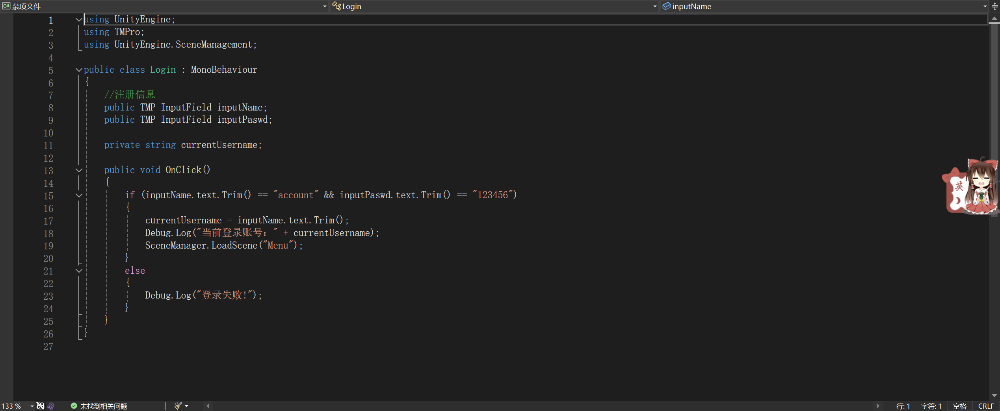 C# 杂项文件 Login inputName
1 using UnityEngine;
2 using TMPro;
3 using UnityEngine.SceneManagement;
4
5 public class Login : MonoBehaviour
6 {
7 //注册信息
8 public TMP_InputField inputName;
9 public TMP_InputField inputPaswd;
10
11 private string currentUsername;
12
13 public void OnClick()
14 {
15 if (inputName.text.Trim() == "account" && inputPaswd.text.Trim() == "123456")
16 {
17 currentUsername = inputName.text.Trim();
18 Debug.Log("当前登录账号：" + currentUsername);
19 SceneManager.LoadScene("Menu");
20 }
21 else
22 {
23 Debug.Log("登录失败!");
24 }
25 }
26 }
27
英
133 % 未找到相关问题 行: 1 字符: 1 空格 CRLF